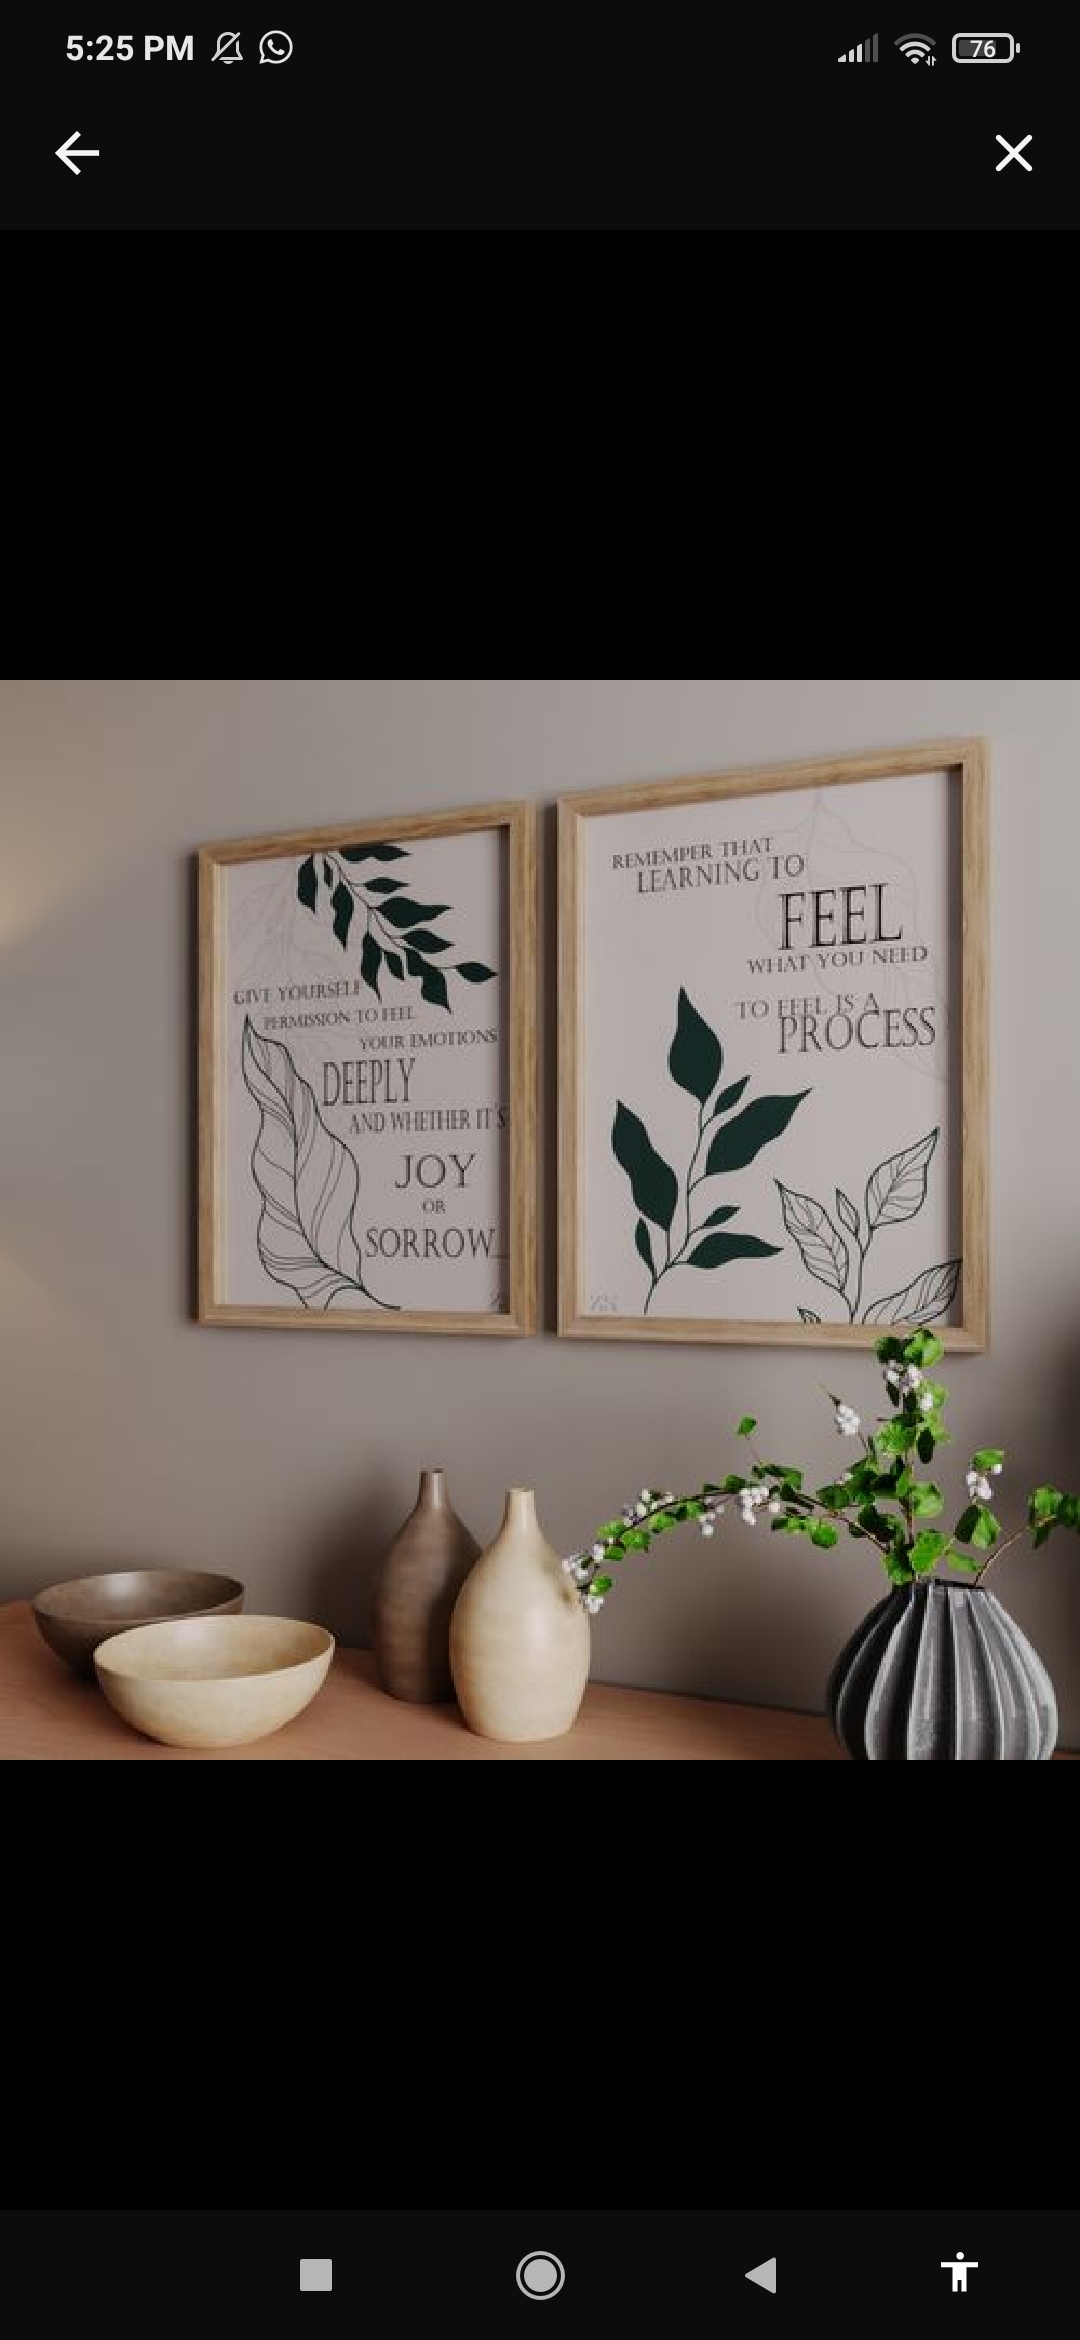 5:25 PM
76
GIVE YOURSELF
PERMISSION TO FEEL
YOUR EMOTIONS
DEEPLY
AND WHETHER IT'S
JOY
OR
SORROW...
REMEMPER THAT
LEARNING TO
FEEL
WHAT YOU NEED
TO FEEL IS A
PROCESS